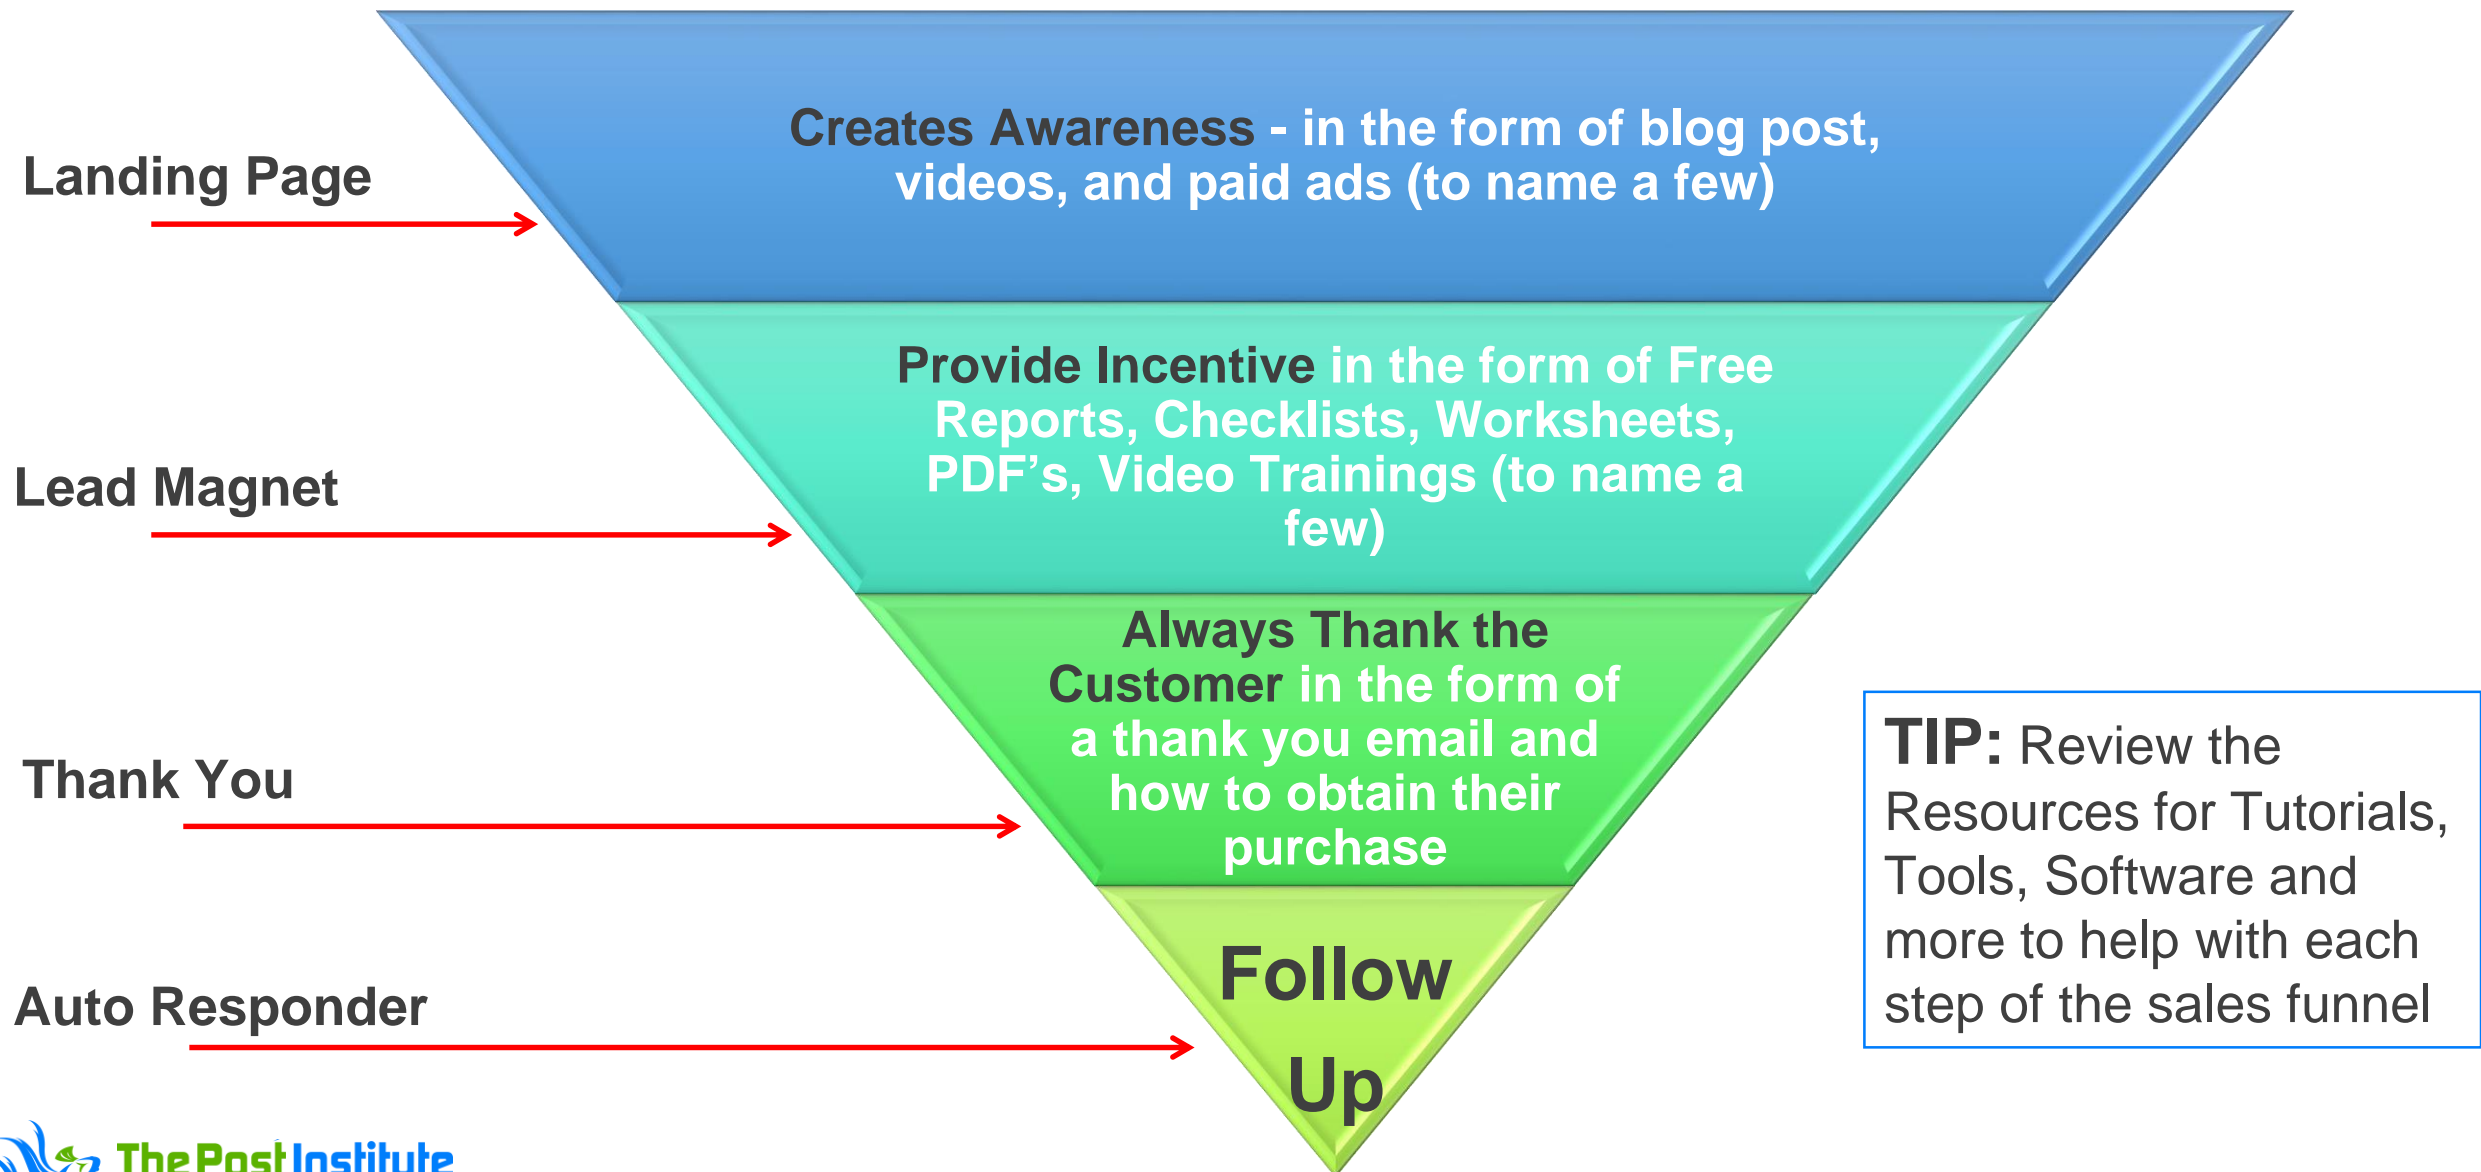 Landing Page
Creates Awareness - in the form of blog post,
videos, and paid ads (to name a few)
Lead Magnet
Provide Incentive in the form of Free
Reports, Checklists, Worksheets,
PDF’s, Video Trainings (to name a
few)
Thank You
Always Thank the
Customer in the form of
a thank you email and
how to obtain their
purchase
Auto Responder
Follow
Up
TIP: Review the
Resources for Tutorials,
Tools, Software and
more to help with each
step of the sales funnel
The Post Institute